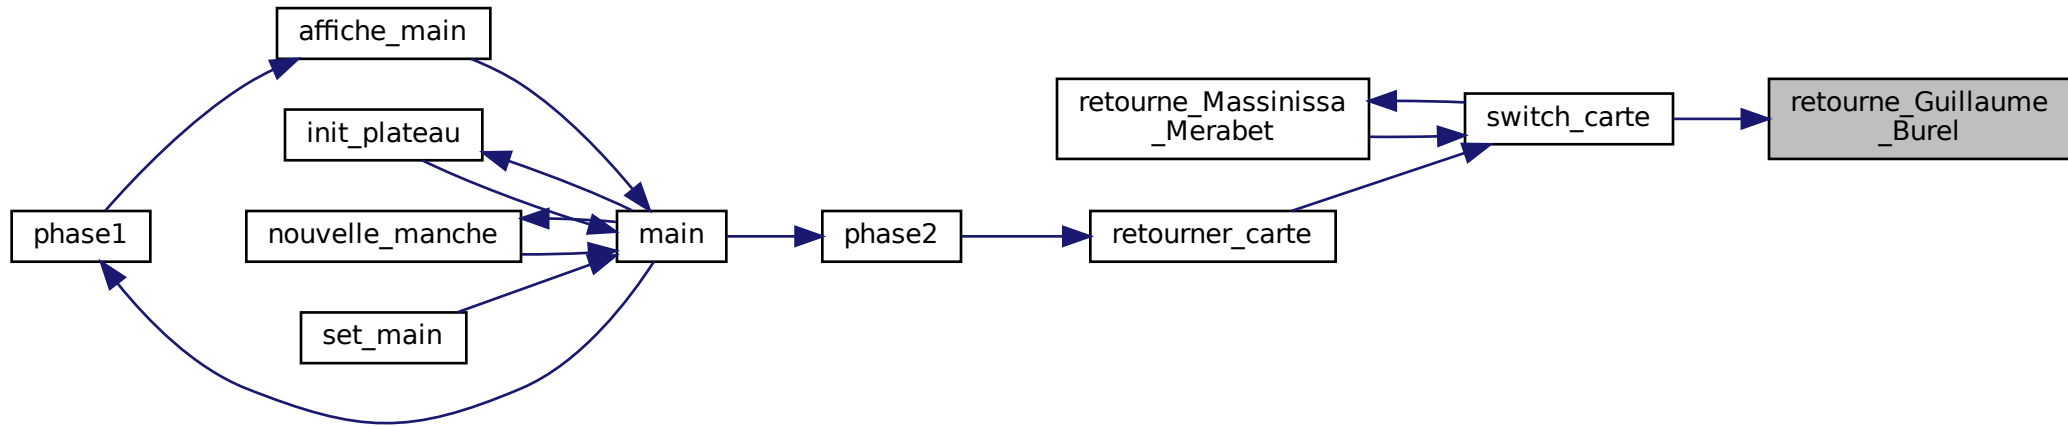 affiche_main
init_plateau
phase1
nouvelle_manche
set_main
main
phase2
retourne_Massinissa
_Merabet
retourner_carte
switch_carte
retourne_Guillaume
_Burel